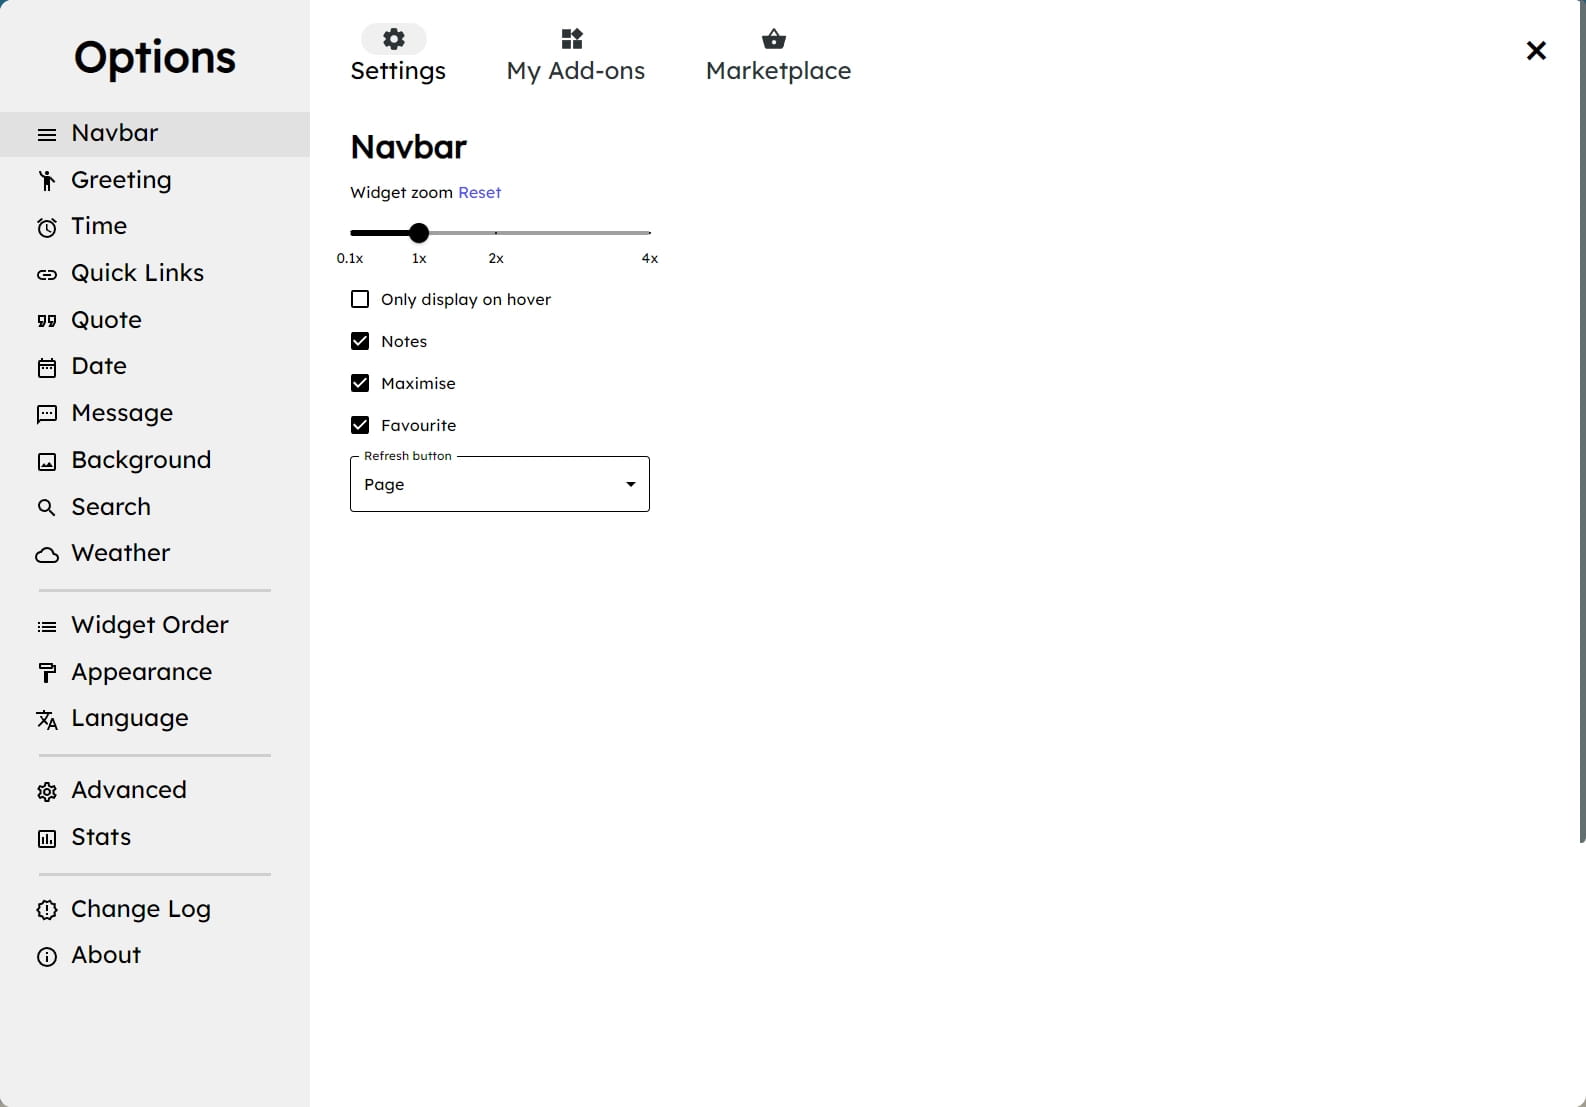 Options
Navbar
Greeting
Time
Quick Links
Quote
Date
Message
Background
Search
Weather
Widget Order
Appearance
Language
Advanced
Stats
Change Log
About
Settings
My Add-ons
Marketplace
Navbar
Widget zoom Reset
0.1x 1x 2x 4x
Only display on hover
Notes
Maximise
Favourite
Refresh button
Page